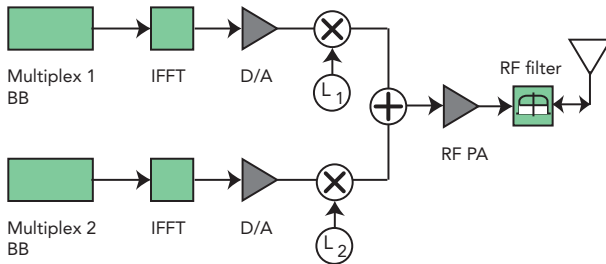 RF filter
Multiplex 1
BB
IFFT
D/A
L1
RF PA
Multiplex 2
BB
IFFT
D/A
L2